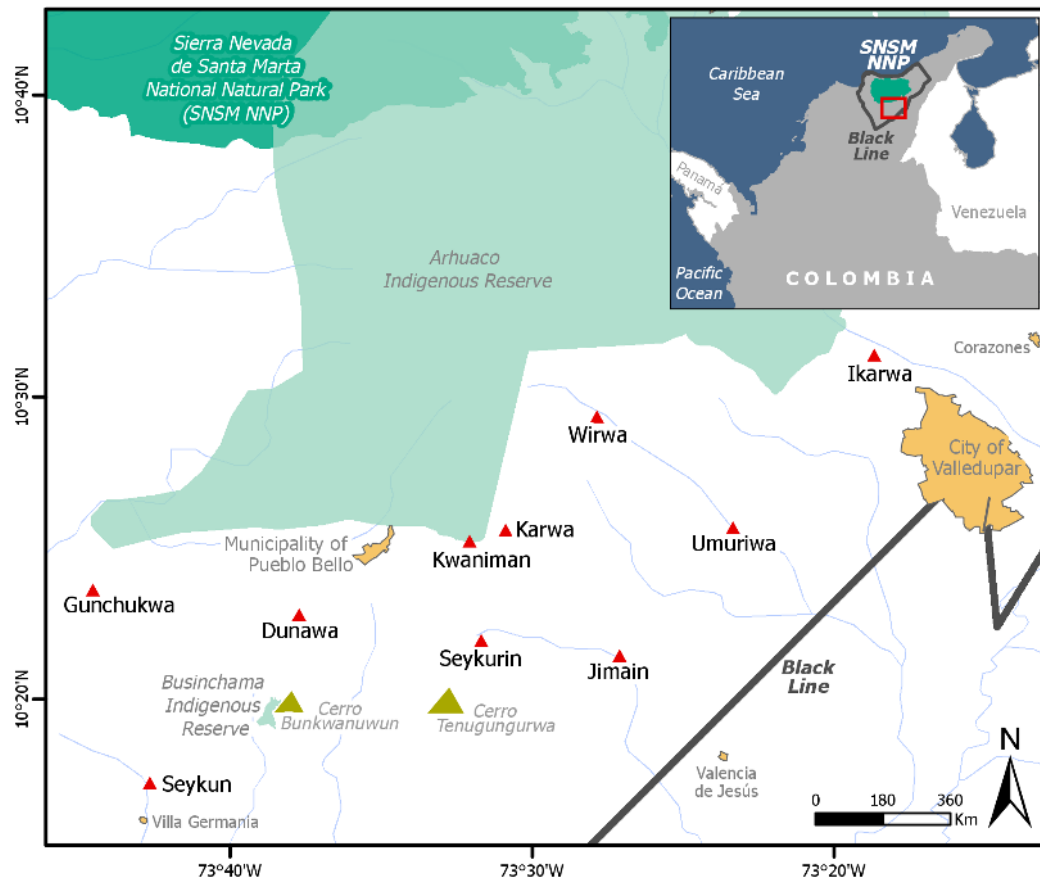 Sierra Nevada
de Santa Marta
National Natural Park
(SNSM NNP)
SNSM
NNP
Caribbean
Sea
Black
Line
Panamá
Venezuela
Pacific
Ocean
COLOMBIA
10°40'N
Arhuaco
Indigenous Reserve
Corazones
Ikarwa
10°30'N
Wirwa
City of
Valledupar
Karwa
Umuriwa
Municipality of
Pueblo Bello
Kwaniman
Gunchukwa
Dunawa
Seykurin
Jimain
Black
Line
10°20'N
Businchama
Indigenous
Reserve
Cerro
Bunkwanuwun
Cerro
Tenugungurwa
N
Seykun
Valencia
de Jesús
Villa Germania
0 180 360
Km
73°40'W 73°30'W 73°20'W